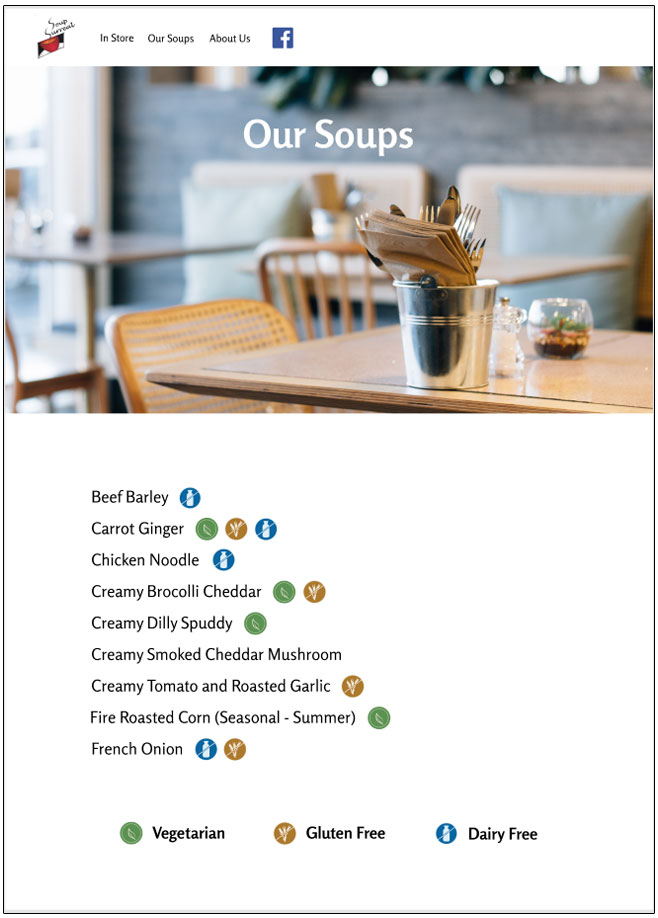 Soup
Surreal
In Store Our Soups About Us
Our Soups
Beef Barley
Carrot Ginger
Chicken Noodle
Creamy Brocolli Cheddar
Creamy Dilly Spuddy
Creamy Smoked Cheddar Mushroom
Creamy Tomato and Roasted Garlic
Fire Roasted Corn (Seasonal - Summer)
French Onion
Vegetarian Gluten Free Dairy Free